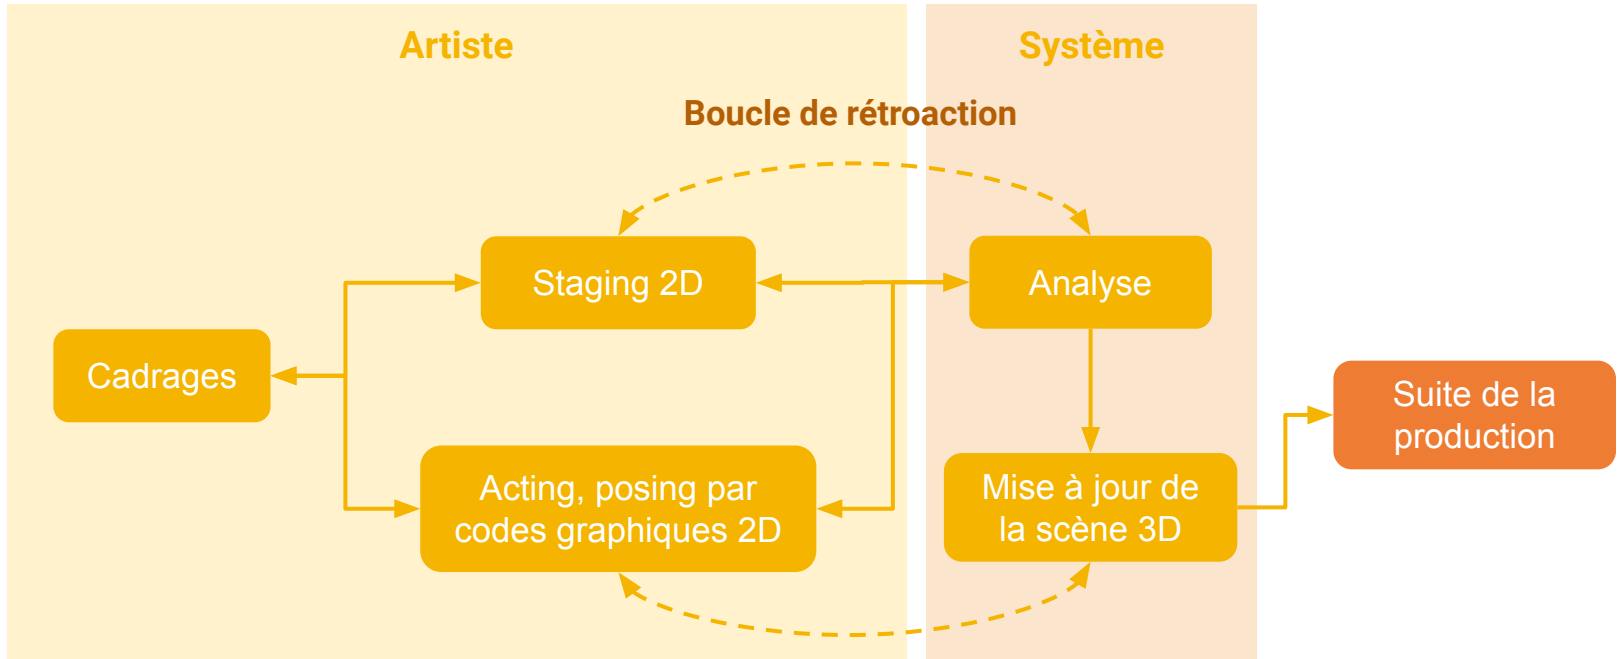 Artiste
Système
Boucle de rétroaction
Staging 2D
Analyse
Cadrages
Acting, posing par
codes graphiques 2D
Mise à jour de
la scène 3D
Suite de la
production